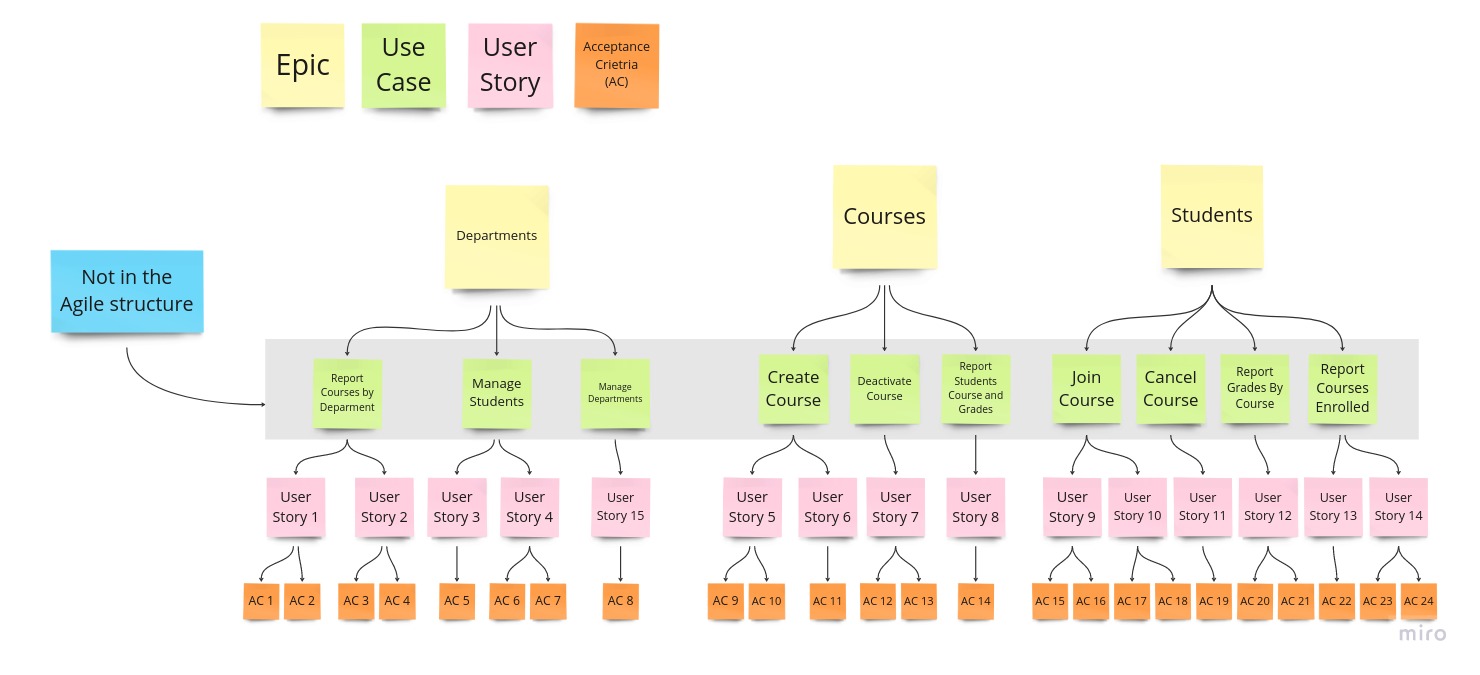 Epic
Use
Case
User
Story
Acceptance
Crietria
(AC)
Departments
Courses
Students
Not in the
Agile structure
Report
Courses by
Deparment
Manage
Students
Manage
Departments
Create
Course
Deactivate
Course
Report
Students
Course and
Grades
Join
Course
Cancel
Course
Report
Grades By
Course
Report
Courses
Enrolled
User
Story 1
User
Story 2
User
Story 3
User
Story 4
User
Story 15
User
Story 5
User
Story 6
User
Story 7
User
Story 8
User
Story 9
User
Story 10
User
Story 11
User
Story 12
User
Story 13
User
Story 14
AC 1
AC 2
AC 3
AC 4
AC 5
AC 6
AC 7
AC 8
AC 9
AC 10
AC 11
AC 12
AC 13
AC 14
AC 15
AC 16
AC 17
AC 18
AC 19
AC 20
AC 21
AC 22
AC 23
AC 24
miro